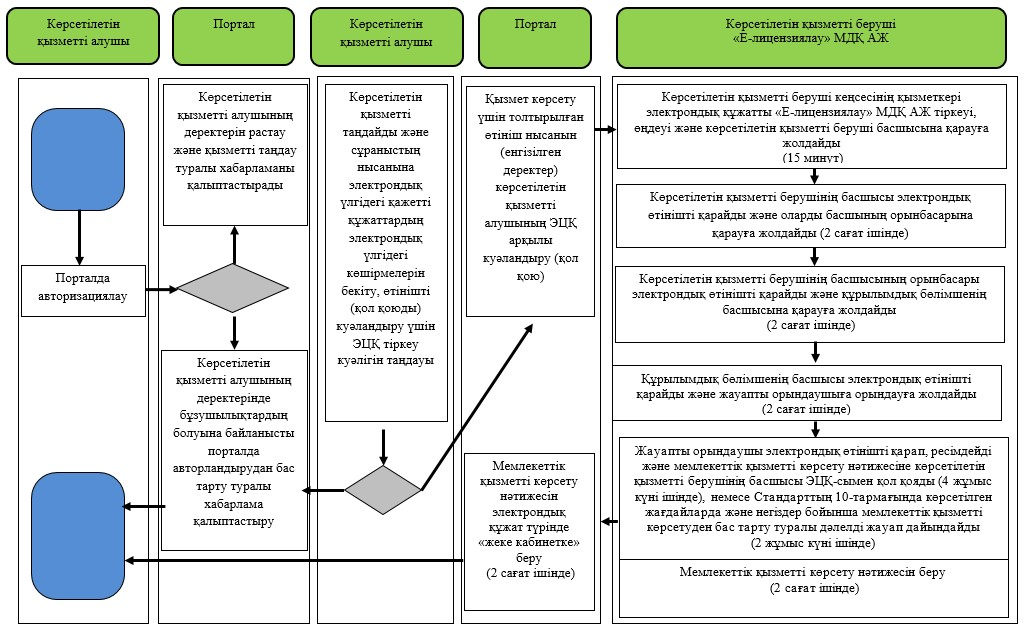 Көрсетілетін
қызметті алушы
Портал
Көрсетілетін
қызметті алушы
Портал
Көрсетілетін қызметті беруші
«Е-лицензиялау» МДҚ АЖ
Порталда
авторизациялау
Көрсетілетін
қызметті алушының
деректерін растау
және қызметті таңдау
туралы хабарламаны
қалыптастырады
Көрсетілетін
қызметті алушының
деректерінде
бұзушылықтардың
болуына байланысты
порталда
авторландырудан бас
тарту туралы
хабарлама
қалыптастыру
Көрсетілетін
қызметті
таңдайды және
сұраныстың
нысанына
электрондық
үлгідегі қажетті
құжаттардың
электрондық
үлгідегі
көшірмелерін
бекіту, өтінішті
(қол қоюды)
куәландыру үшін
ЭЦҚ тіркеу
куәлігін таңдауы
Қызмет көрсету
үшін толтырылған
өтініш нысанын
(енгізілген
деректер)
көрсетілетін
қызметті
алушының ЭЦҚ
арқылы
куәландыру (қол
қою)
Мемлекеттік
қызметті көрсету
нәтижесін
электрондық
құжат түрінде
«жеке кабинетке»
беру
(2 сағат ішінде)
Көрсетілетін қызметті беруші кеңсесінің қызметкері
электрондық құжатты «Е-лицензиялау» МДҚ АЖ тіркеуі,
өңдеуі және көрсетілетін қызметті беруші басшысына қарауға
жолдайды
(15 минут)
Көрсетілетін қызметті берушінің басшысы электрондық
өтінішті қарайды және оларды басшының орынбасарына
қарауға жолдайды (2 сағат ішінде)
Көрсетілетін қызметті берушінің басшысының орынбасары
электрондық өтінішті қарайды және құрылымдық бөлімшенің
басшысына қарауға жолдайды
(2 сағат ішінде)
Құрылымдық бөлімшенің басшысы электрондық өтінішті
қарайды және жауапты орындаушыға орындауға жолдайды
(2 сағат ішінде)
Жауапты орындаушы электрондық өтінішті қарап, ресімдейді
және мемлекеттік қызметті көрсету нәтижесіне көрсетілетін
қызметті берушінің басшысы ЭЦҚ-сымен қол қояды (4 жұмыс
күні ішінде), немесе Стандарттың 10-тармағында көрсетілген
жағдайларда және негіздер бойынша мемлекеттік қызметті
көрсетуден бас тарту туралы дәлелді жауап дайындайды
(2 жұмыс күні ішінде)
Мемлекеттік қызметті көрсету нәтижесін беру
(2 сағат ішінде)